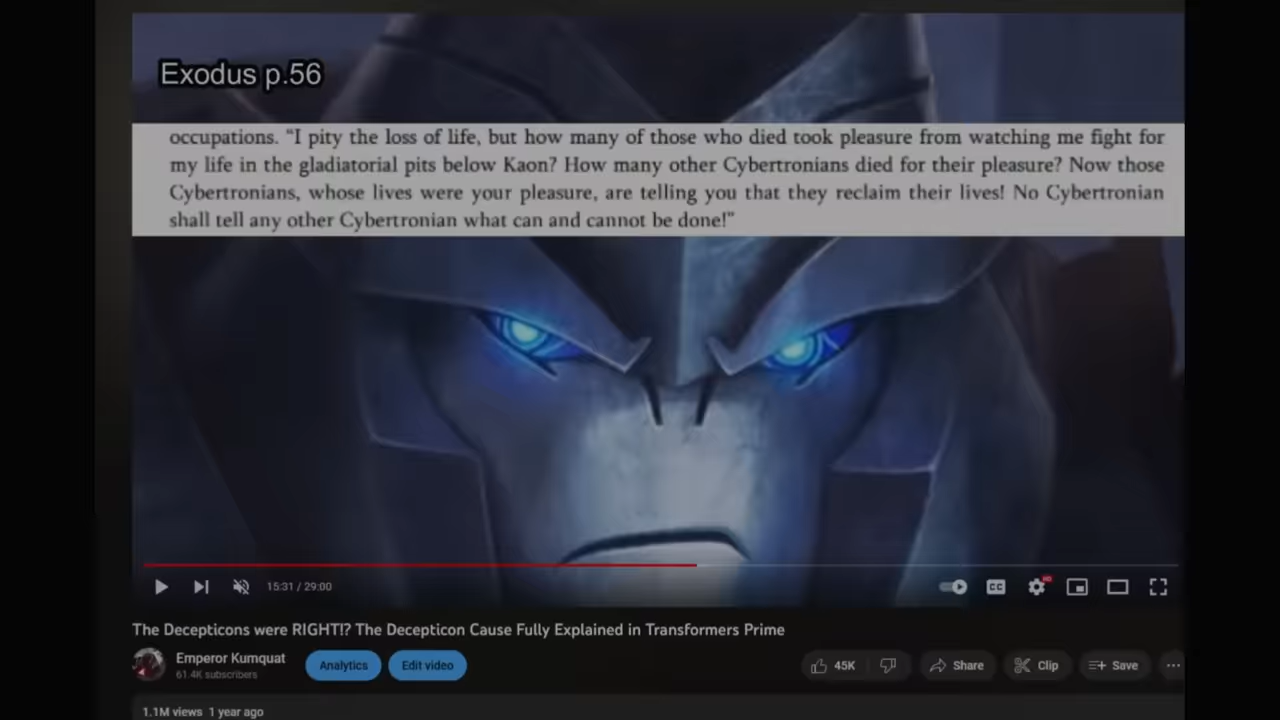 Exodus p.56
occupations. “I pity the loss of life, but how many of those who died took pleasure from watching me fight for
my life in the gladiatorial pits below Kaon? How many other Cybertronians died for their pleasure? Now those
Cybertronians, whose lives were your pleasure, are telling you that they reclaim their lives! No Cybertronian
shall tell any other Cybertronian what can and cannot be done!”
15:31 / 29:00
CC
HD
The Decepticons were RIGHT!? The Decepticon Cause Fully Explained in Transformers Prime
Emperor Kumquat
61.4K subscribers
Analytics
Edit video
45K
Share
Clip
Save
1.1M views 1 year ago